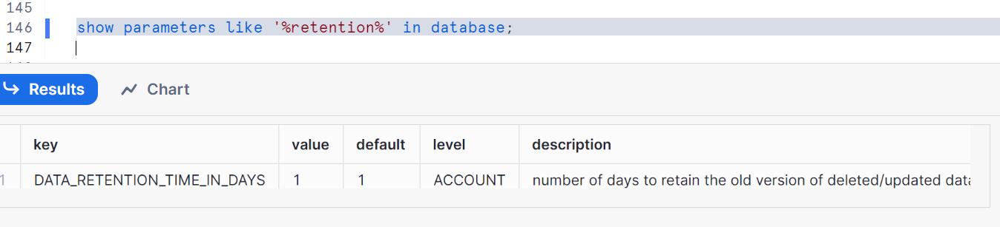 145
146 show parameters like '%retention%' in database;
147
Results Chart
key value default level description
1 DATA_RETENTION_TIME_IN_DAYS 1 1 ACCOUNT number of days to retain the old version of deleted/updated data